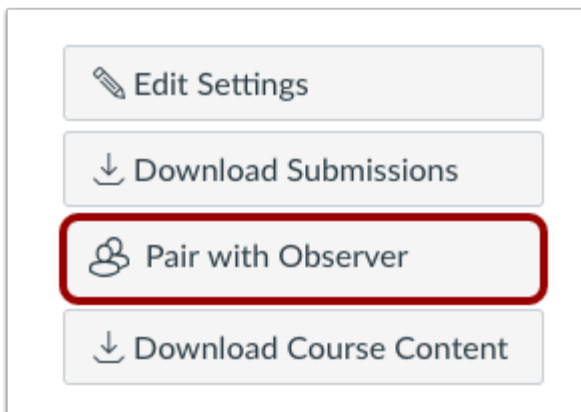 Edit Settings
Download Submissions
Pair with Observer
Download Course Content